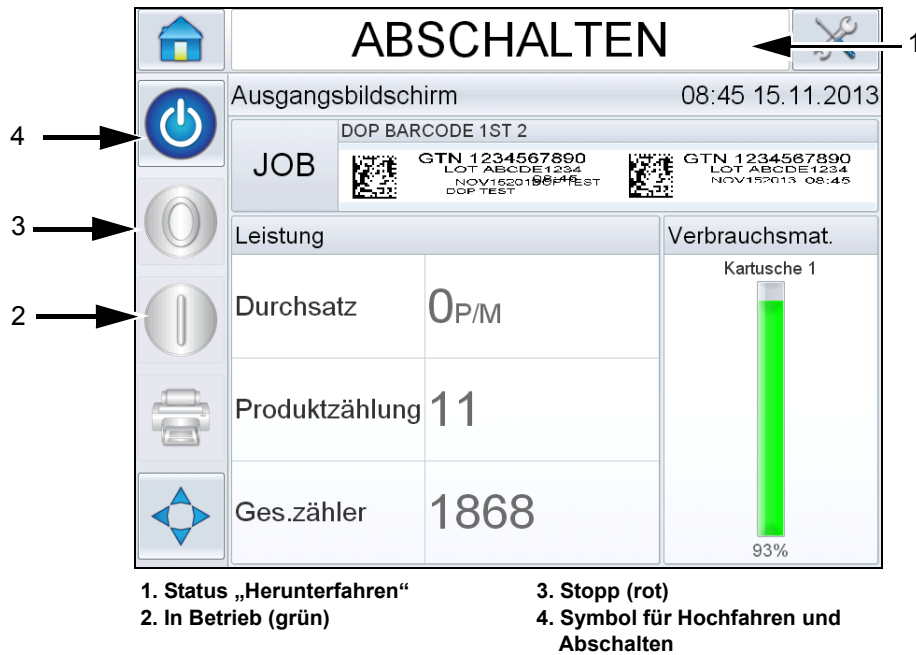 ABSCHALTEN
1
Ausgangsbildschirm 08:45 15.11.2013
4
DOP BARCODE 1ST 2
JOB
GTN 1234567890
LOT ABCDE1234
DOP TEST
GTN 1234567890
LOT ABCDE1234
NOV152013 08:45
3
Leistung
Verbrauchsmat.
Kartusche 1
2
Durchsatz 0P/M
Produktzählung 11
Ges.zähler 1868
93%
1. Status „Herunterfahren“
2. In Betrieb (grün)
3. Stopp (rot)
4. Symbol für Hochfahren und
Abschalten